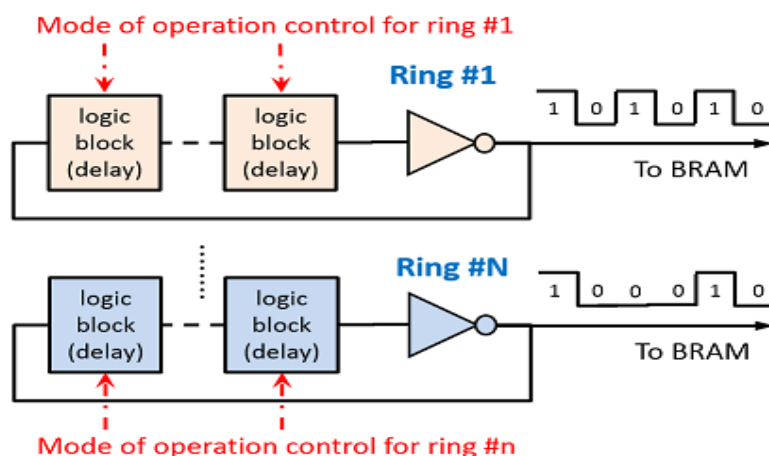 Mode of operation control for ring #1
Ring #1
logic
block
(delay)
logic
block
(delay)
1 0 1 0 1 0
To BRAM
Ring #N
logic
block
(delay)
logic
block
(delay)
1 0 0 0 1 0
To BRAM
Mode of operation control for ring #n